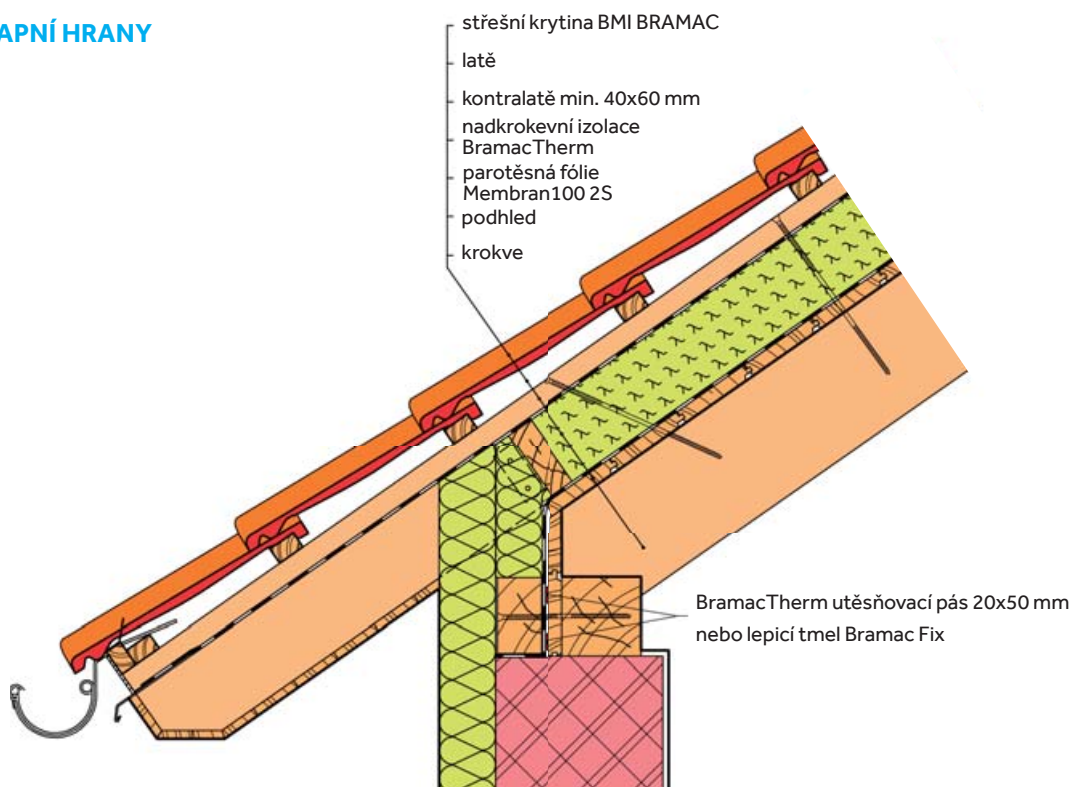 APNÍ HRANY
střešní krytina BMI BRAMAC
latě
kontralatě min. 40x60 mm
nadkrokevní izolace
BramacTherm
parotěsná fólie
Membran100 2S
podhled
krokve
BramacTherm utěsňovací pás 20x50 mm
nebo lepicí tmel Bramac Fix